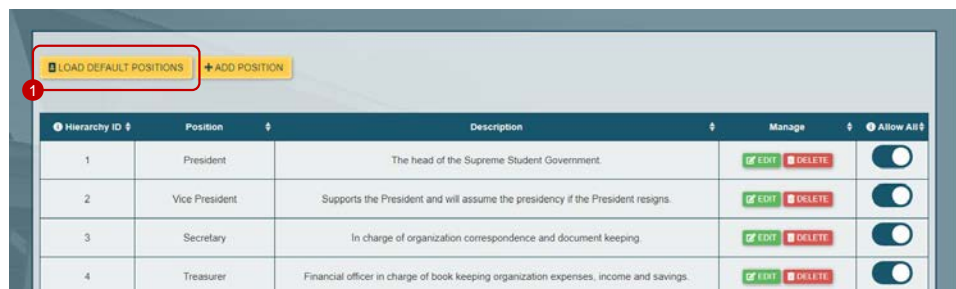 LOAD DEFAULT POSITIONS + ADD POSITION
1
Hierarchy ID Position Description Manage Allow All
1 President The head of the Supreme Student Government. EDIT DELETE
2 Vice President Supports the President and will assume the presidency if the President resigns. EDIT DELETE
3 Secretary In charge of organization correspondence and document keeping. EDIT DELETE
4 Treasurer Financial officer in charge of book keeping organization expenses, income and savings. EDIT DELETE